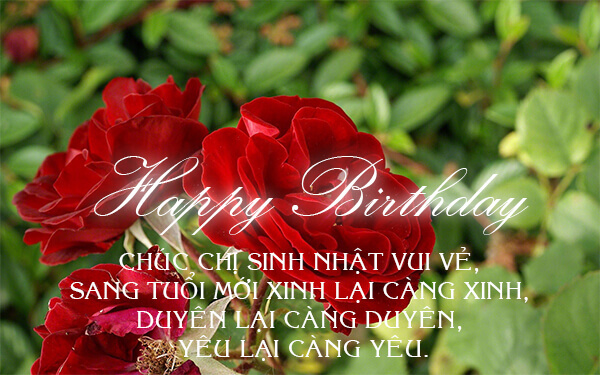 Happy Birthday
CHÚC CHỊ SINH NHẬT VUI VẺ,
SANG TUỔI MỚI XINH LẠI CÀNG XINH,
DUYÊN LẠI CÀNG DUYÊN,
YÊU LẠI CÀNG YÊU.